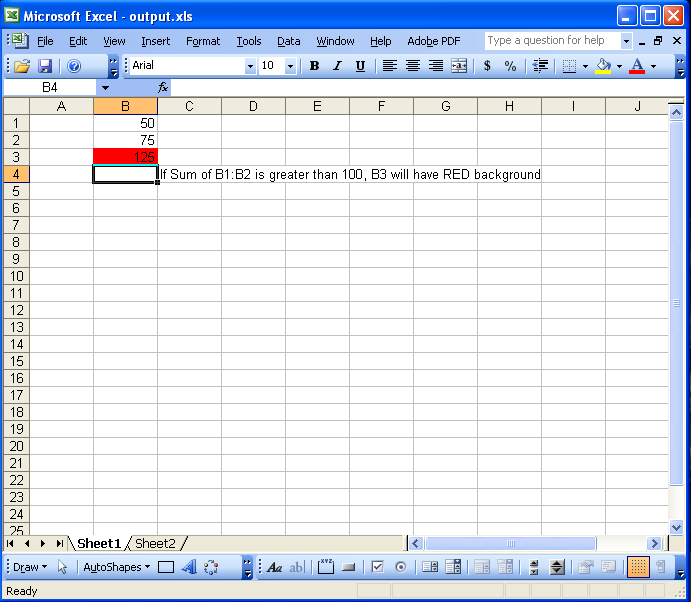 Microsoft Excel - output.xls
File Edit View Insert Format Tools Data Window Help Adobe PDF Type a question for help
Arial 10 B I U $ %
B4 fx
A B C D E F G H I J
1 50
2 75
3 125
4 If Sum of B1:B2 is greater than 100, B3 will have RED background
5
6
7
8
9
10
11
12
13
14
15
16
17
18
19
20
21
22
23
24
25
Sheet1 Sheet2
Draw AutoShapes Aa ab
Ready